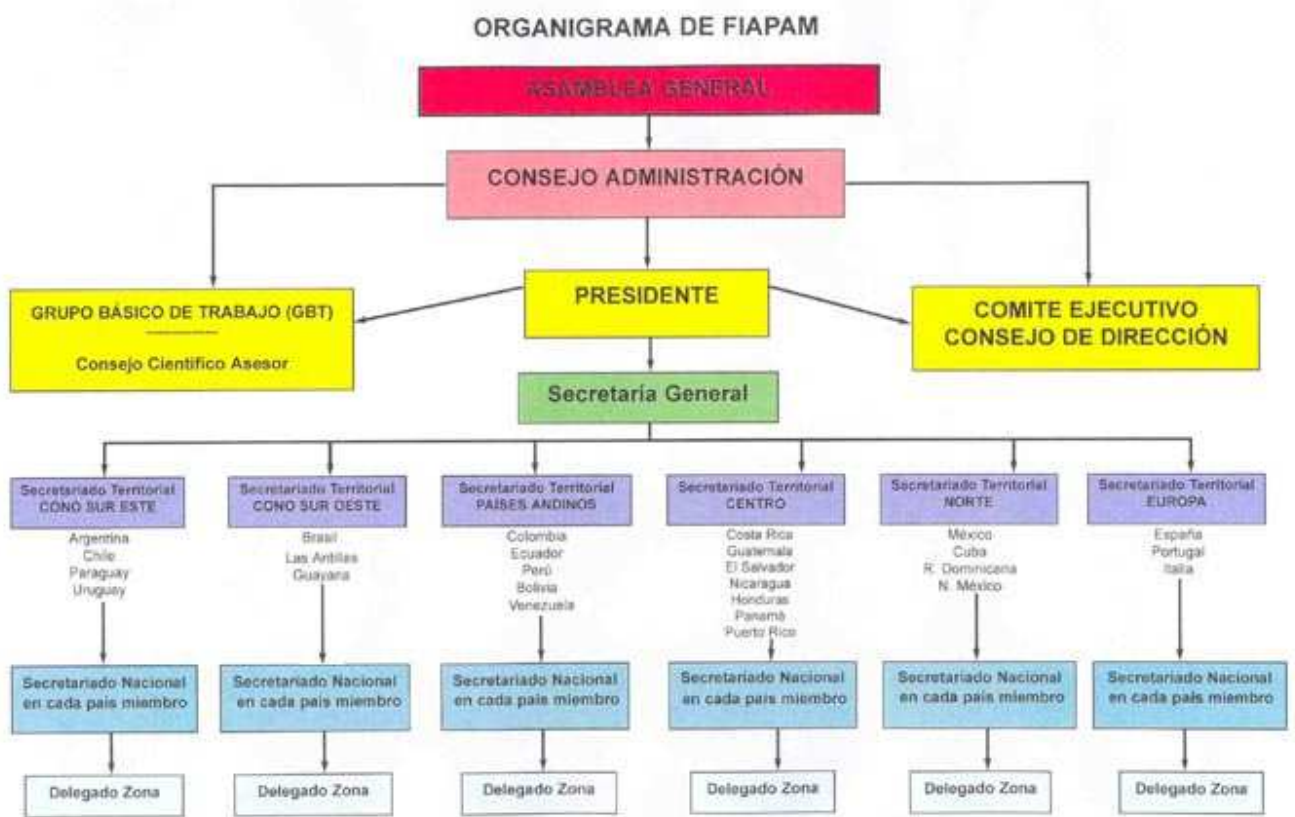 ORGANIGRAMA DE FIAPAM
ASAMBLEA GENERAL
CONSEJO ADMINISTRACIÓN
GRUPO BÁSICO DE TRABAJO (GBT)
--------------
Consejo Científico Asesor
PRESIDENTE
COMITE EJECUTIVO
CONSEJO DE DIRECCIÓN
Secretaría General
Secretariado Territorial
CONO SUR ESTE
Argentina
Chile
Paraguay
Uruguay
Secretariado Territorial
CONO SUR OESTE
Brasil
Las Antillas
Guayana
Secretariado Territorial
PAÍSES ANDINOS
Colombia
Ecuador
Perú
Bolivia
Venezuela
Secretariado Territorial
CENTRO
Costa Rica
Guatemala
El Salvador
Nicaragua
Honduras
Panamá
Puerto Rico
Secretariado Territorial
NORTE
México
Cuba
R. Dominicana
N. México
Secretariado Territorial
EUROPA
España
Portugal
Italia
Secretariado Nacional
en cada país miembro
Secretariado Nacional
en cada país miembro
Secretariado Nacional
en cada país miembro
Secretariado Nacional
en cada país miembro
Secretariado Nacional
en cada país miembro
Secretariado Nacional
en cada país miembro
Delegado Zona
Delegado Zona
Delegado Zona
Delegado Zona
Delegado Zona
Delegado Zona